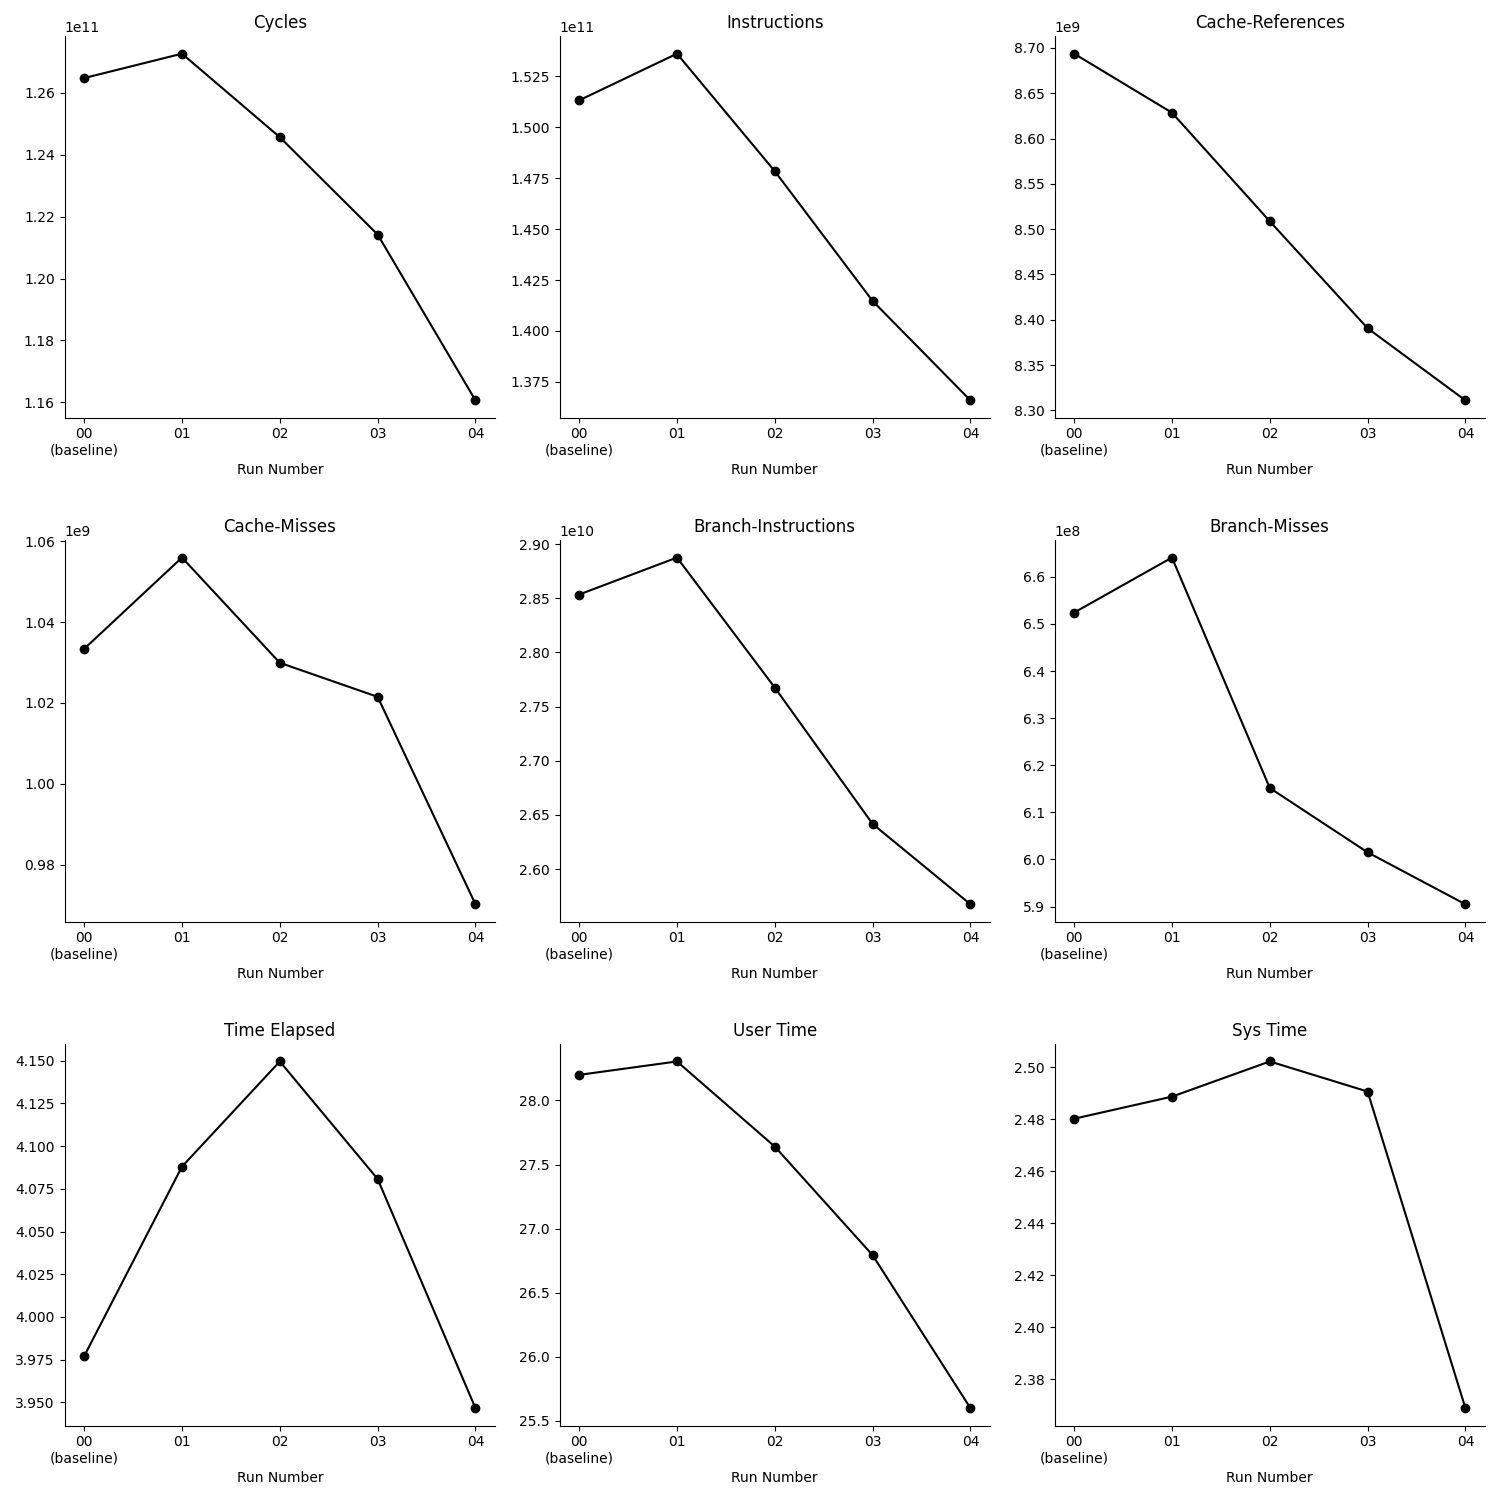 Cycles
1e11
1.26
1.24
1.22
1.20
1.18
1.16
00 01 02 03 04
(baseline)
Run Number
Instructions
1e11
1.525
1.500
1.475
1.450
1.425
1.400
1.375
00 01 02 03 04
(baseline)
Run Number
Cache-References
1e9
8.70
8.65
8.60
8.55
8.50
8.45
8.40
8.35
8.30
00 01 02 03 04
(baseline)
Run Number
Cache-Misses
1e9
1.06
1.04
1.02
1.00
0.98
00 01 02 03 04
(baseline)
Run Number
Branch-Instructions
1e10
2.90
2.85
2.80
2.75
2.70
2.65
2.60
00 01 02 03 04
(baseline)
Run Number
Branch-Misses
1e8
6.6
6.5
6.4
6.3
6.2
6.1
6.0
5.9
00 01 02 03 04
(baseline)
Run Number
Time Elapsed
4.150
4.125
4.100
4.075
4.050
4.025
4.000
3.975
3.950
00 01 02 03 04
(baseline)
Run Number
User Time
28.0
27.5
27.0
26.5
26.0
25.5
00 01 02 03 04
(baseline)
Run Number
Sys Time
2.50
2.48
2.46
2.44
2.42
2.40
2.38
00 01 02 03 04
(baseline)
Run Number